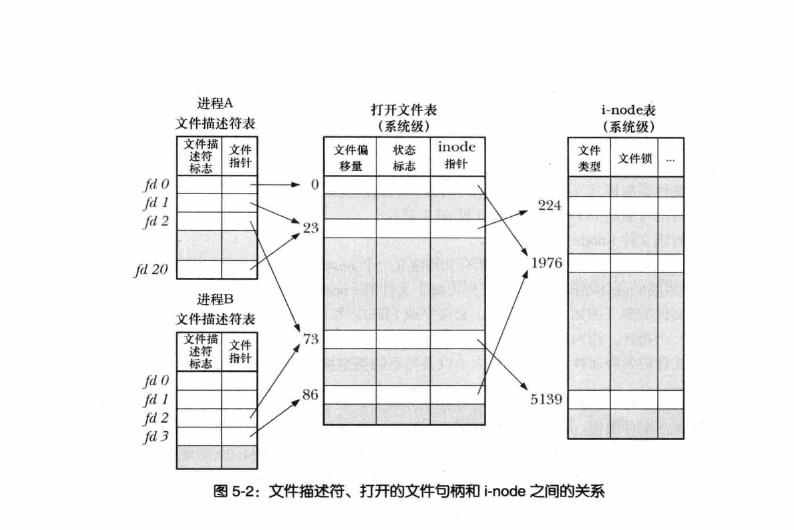 进程A
文件描述符表
文件描
述符
标志
文件
指针
fd 0
fd 1
fd 2
fd 20
进程B
文件描述符表
文件描
述符
标志
文件
指针
fd 0
fd 1
fd 2
fd 3
打开文件表
(系统级)
文件偏
移量
状态
标志
inode
指针
0
23
73
86
i-node表
(系统级)
文件
类型
文件锁
...
224
1976
5139
图 5-2：文件描述符、打开的文件句柄和 i-node 之间的关系